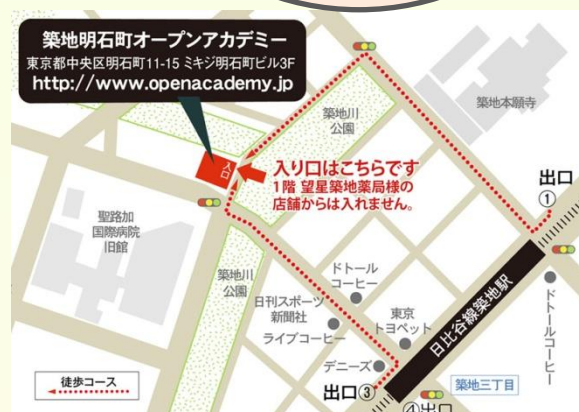 築地明石町オープンアカデミー
東京都中央区明石町11-15 ミキジ明石町ビル3F
http://www.openacademy.jp
築地川
公園
築地本願寺
入口
入り口はこちらです
1階 望星築地薬局様の
店舗からは入れません。
出口
①
聖路加
国際病院
旧館
築地川
公園
ドトール
コーヒー
日刊スポーツ
新聞社
ライブコーヒー
東京
トヨペット
日比谷線築地駅
ドトールコーヒー
デニーズ
出口③
築地三丁目
④出口
徒歩コース